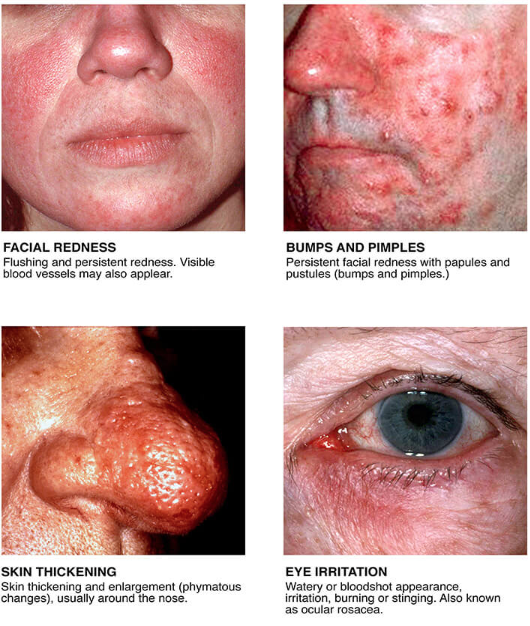 FACIAL REDNESS
Flushing and persistent redness. Visible
blood vessels may also applear.
BUMPS AND PIMPLES
Persistent facial redness with papules and
pustules (bumps and pimples.)
SKIN THICKENING
Skin thickening and enlargement (phymatous
changes), usually around the nose.
EYE IRRITATION
Watery or bloodshot appearance,
irritation, burning or stinging. Also known
as ocular rosacea.